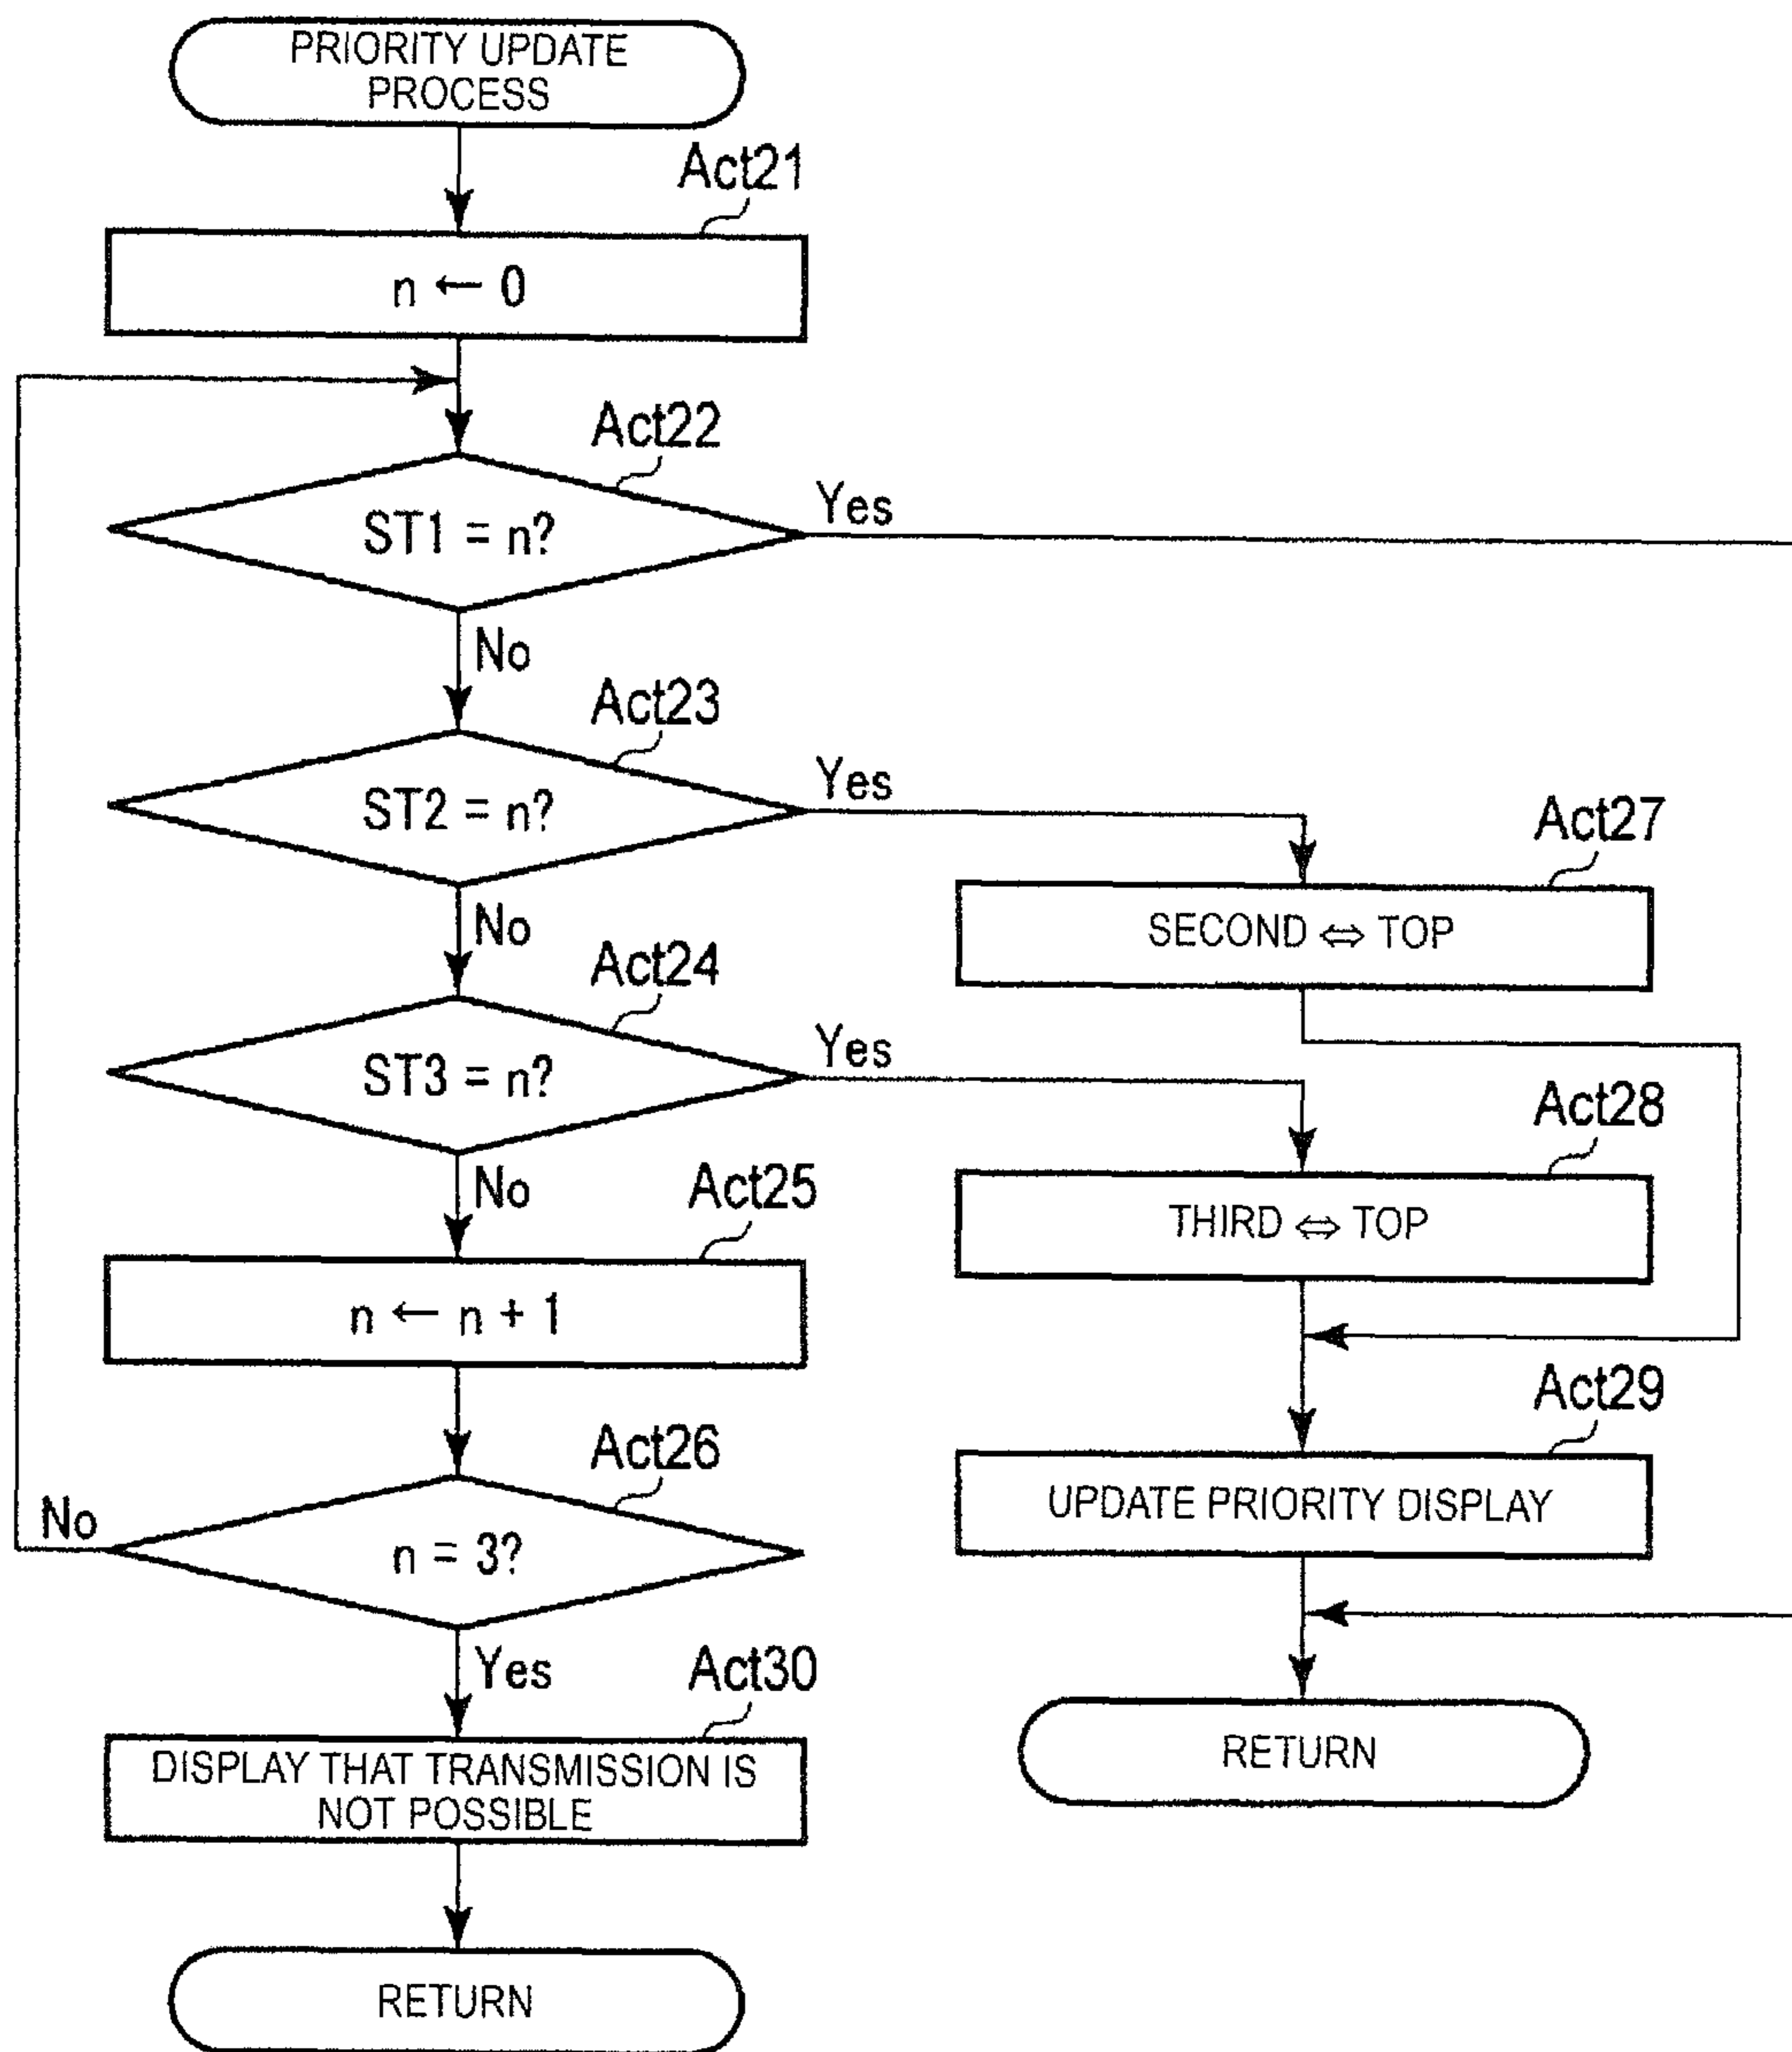 PRIORITY UPDATE
PROCESS
Act21
n ← 0
Act22
ST1 = n?
Yes
No
Act23
ST2 = n?
Yes
No
Act27
SECOND ⇔ TOP
Act24
ST3 = n?
Yes
No
Act28
THIRD ⇔ TOP
Act25
n ← n + 1
Act29
UPDATE PRIORITY DISPLAY
Act26
n = 3?
No
Yes
Act30
DISPLAY THAT TRANSMISSION IS
NOT POSSIBLE
RETURN
RETURN